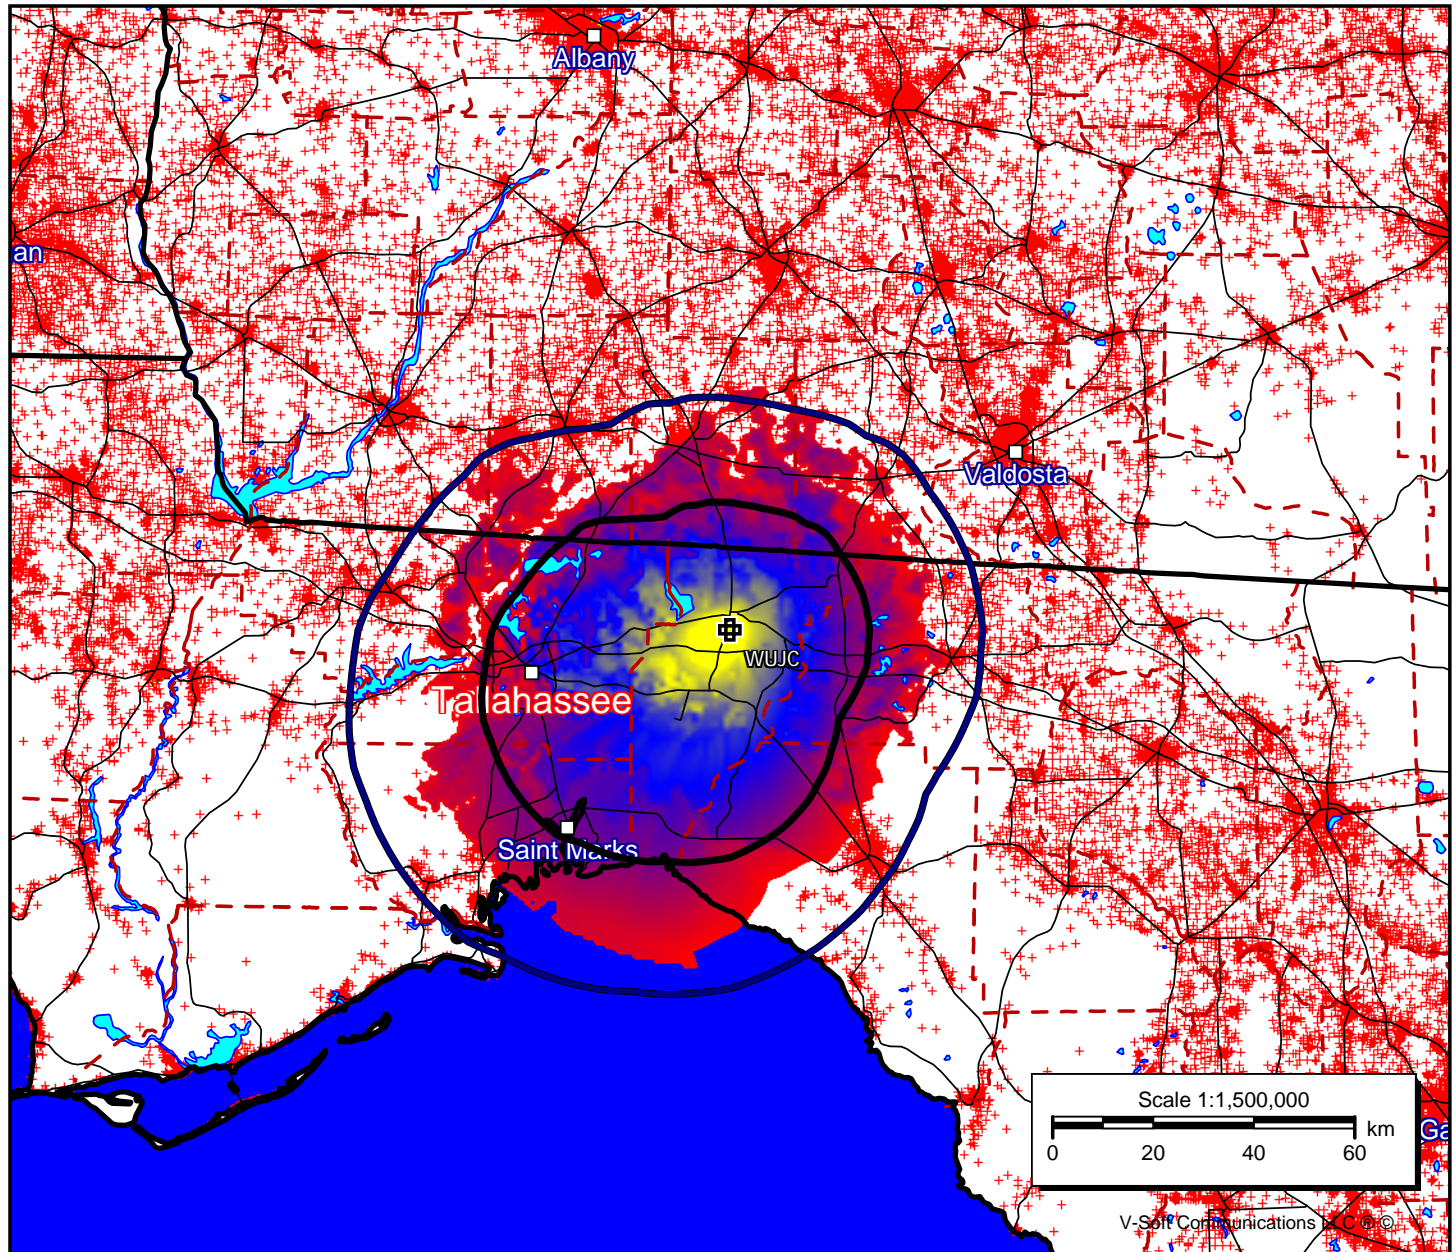 Albany
an
Valdosta
WUJC
Tallahassee
Saint Marks
Scale 1:1,500,000
km
0 20 40 60
Ga
V-Soft Communications LLC ® ©